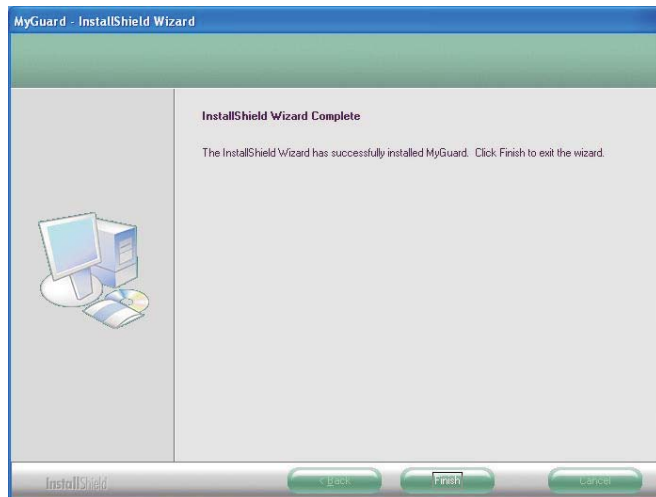 MyGuard - InstallShield Wizard
InstallShield Wizard Complete
The InstallShield Wizard has successfully installed MyGuard. Click Finish to exit the wizard.
InstallShield
< Back
Finish
Cancel